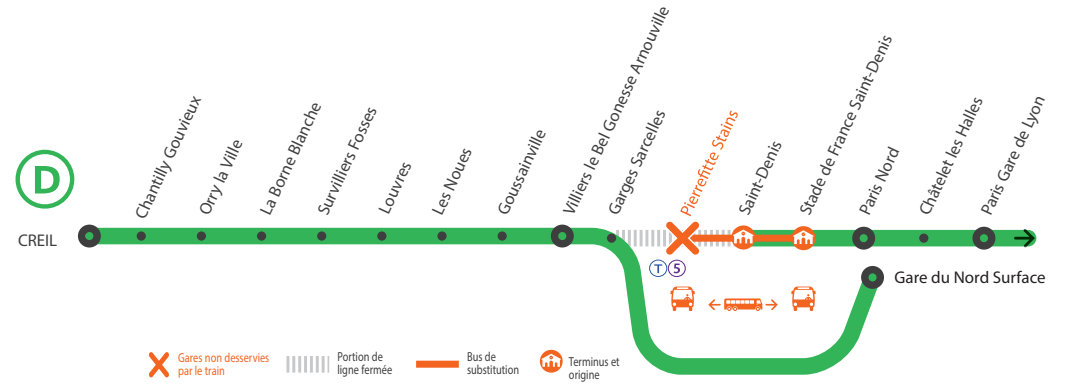 D
CREIL
Chantilly Gouvieux
Orry la Ville
La Borne Blanche
Survilliers Fosses
Louvres
Les Noues
Goussainville
Villiers le Bel Gonesse Arnouville
Garges Sarcelles
Pierrefitte Stains
Saint-Denis
Stade de France Saint-Denis
Paris Nord
Châtelet les Halles
Paris Gare de Lyon
T 5
Gare du Nord Surface
Gares non desservies
par le train
Portion de
ligne fermée
Bus de
substitution
Terminus et
origine